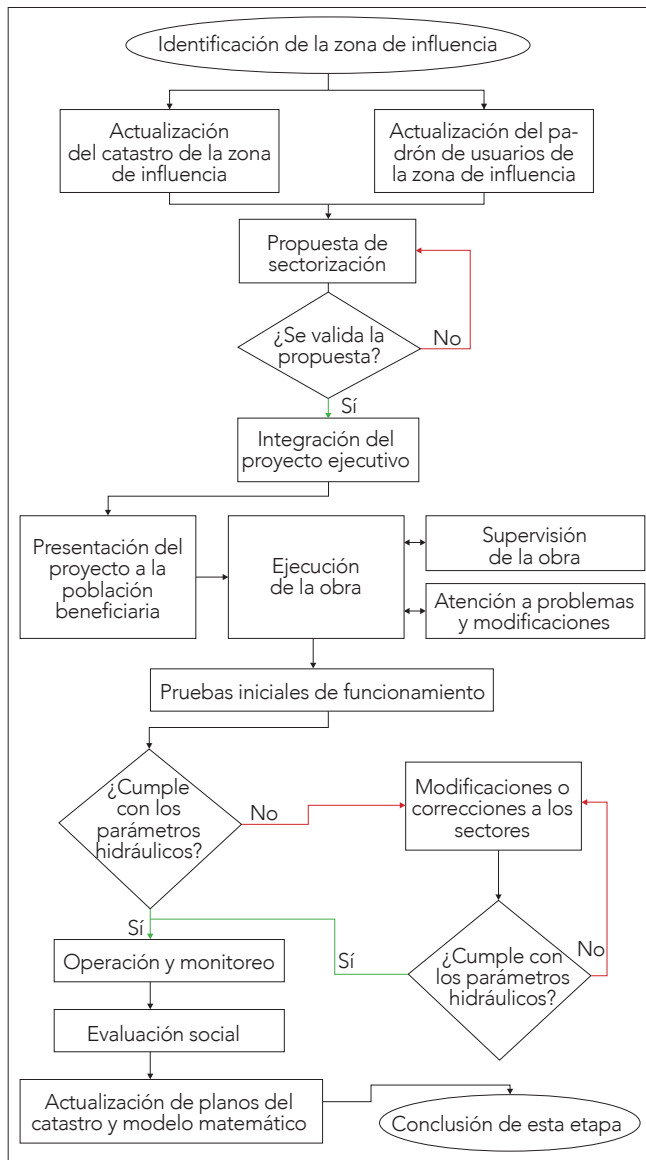 Identificación de la zona de influencia
Actualización
del catastro de la zona
de influencia
Actualización del pa-
drón de usuarios de
la zona de influencia
Propuesta de
sectorización
¿Se valida la
propuesta?
No
Sí
Integración del
proyecto ejecutivo
Presentación del
proyecto a la
población
beneficiaria
Ejecución
de la obra
Supervisión
de la obra
Atención a problemas
y modificaciones
Pruebas iniciales de funcionamiento
¿Cumple
con los
parámetros
hidráulicos?
No
Modificaciones o
correcciones a los
sectores
Sí
¿Cumple con
los parámetros
hidráulicos?
No
Sí
Operación y monitoreo
Evaluación social
Actualización de planos del
catastro y modelo matemático
Conclusión de esta etapa